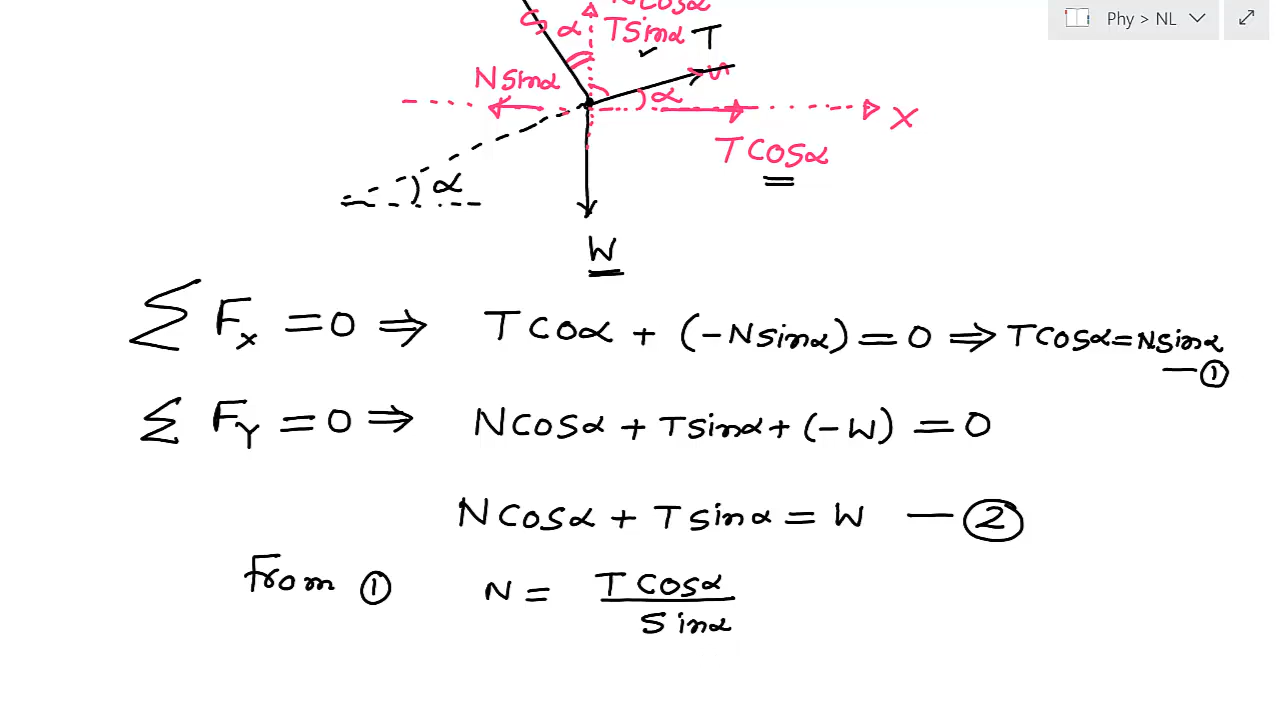 Phy > NL
NCosα
α TSinα T
NSinα α X
TCosα
α
W
∑ Fx = 0 ⇒ TCoα + (-NSinα) = 0 ⇒ TCosα = NSinα
— ①
∑ FY = 0 ⇒ NCosα + TSinα + (-W) = 0
NCosα + TSinα = W — ②
From ① N = TCosα
Sinα